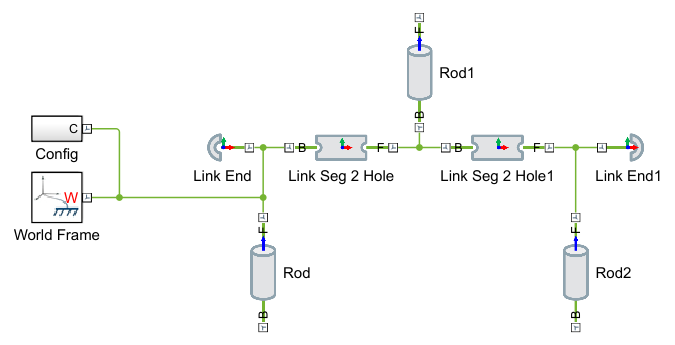 F
Rod1
B
C
Config
Link End
B
F
Link Seg 2 Hole
B
F
Link Seg 2 Hole1
Link End1
W
World Frame
F
Rod
B
F
Rod2
B